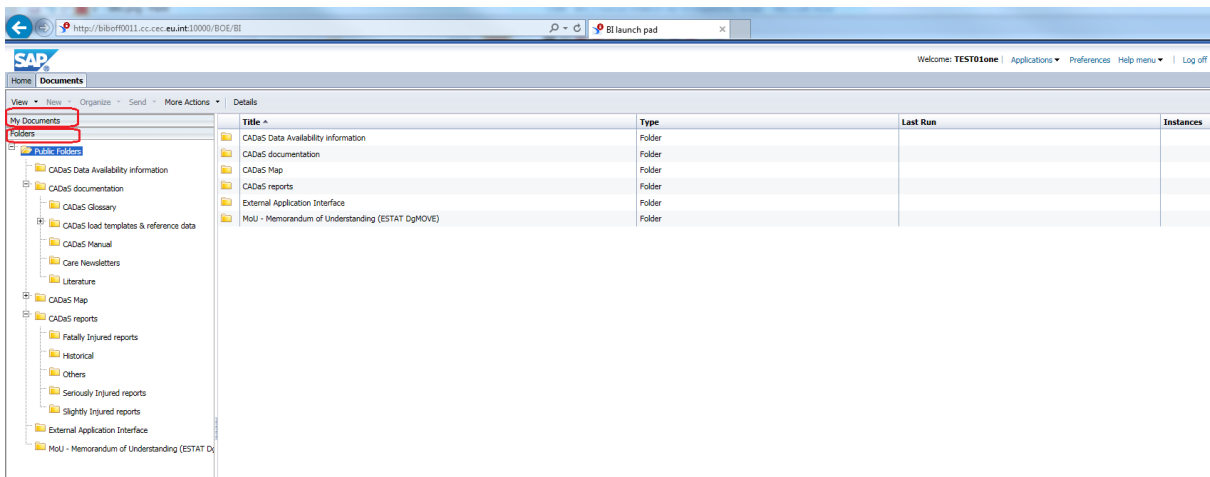 http://biboff0011.cc.cec.eu.int:10000/BOE/BI
BI launch pad
SAP
Welcome: TEST01one | Applications Preferences Help menu | Log off
Home Documents
View New Organize Send More Actions Details
My Documents
Folders
Public Folders
CADaS Data Availability information
CADaS documentation
CADaS Glossary
CADaS load templates & reference data
CADaS Manual
Care Newsletters
Literature
CADaS Map
CADaS reports
Fatally Injured reports
Historical
Others
Seriously Injured reports
Slightly Injured reports
External Application Interface
MoU - Memorandum of Understanding (ESTAT Dg
Title Type Last Run Instances
CADaS Data Availability information Folder
CADaS documentation Folder
CADaS Map Folder
CADaS reports Folder
External Application Interface Folder
MoU - Memorandum of Understanding (ESTAT DgMOVE) Folder